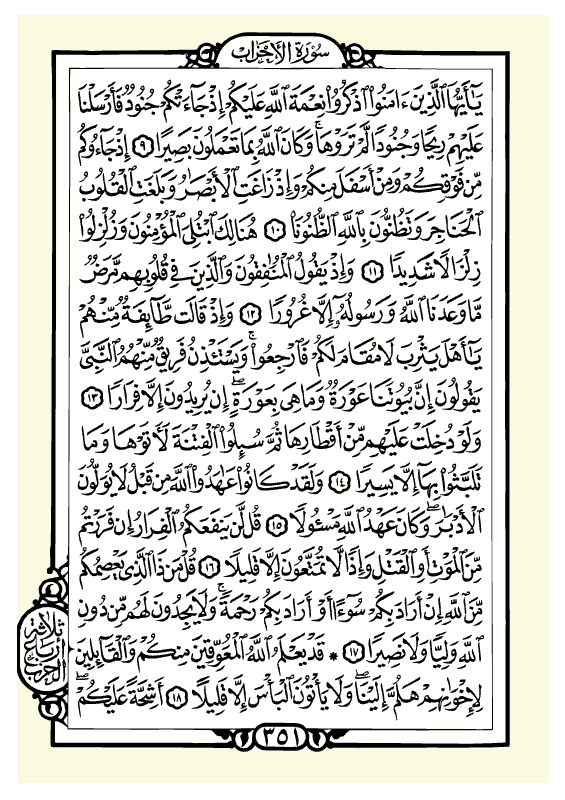 سُورَةُ الأَحْزَابِ
يَٰٓأَيُّهَا ٱلَّذِينَ ءَامَنُواْ ٱذْكُرُواْ نِعْمَةَ ٱللَّهِ عَلَيْكُمْ إِذْ جَآءَتْكُمْ جُنُودٌ فَأَرْسَلْنَا
عَلَيْهِمْ رِيحًا وَجُنُودًا لَّمْ تَرَوْهَا ۚ وَكَانَ ٱللَّهُ بِمَا تَعْمَلُونَ بَصِيرًا ٩ إِذْ جَآءُوكُم
مِّن فَوْقِكُمْ وَمِنْ أَسْفَلَ مِنكُمْ وَإِذْ زَاغَتِ ٱلْأَبْصَٰرُ وَبَلَغَتِ ٱلْقُلُوبُ
ٱلْحَنَاجِرَ وَتَظُنُّونَ بِٱللَّهِ ٱلظُّنُونَا۠ ١٠ هُنَالِكَ ٱبْتُلِىَ ٱلْمُؤْمِنُونَ وَزُلْزِلُواْ
زِلْزَالًا شَدِيدًا ١١ وَإِذْ يَقُولُ ٱلْمُنَٰفِقُونَ وَٱلَّذِينَ فِى قُلُوبِهِم مَّرَضٌ
مَّا وَعَدَنَا ٱللَّهُ وَرَسُولُهُۥٓ إِلَّا غُرُورًا ١٢ وَإِذْ قَالَت طَّآئِفَةٌ مِّنْهُمْ
يَٰٓأَهْلَ يَثْرِبَ لَا مُقَامَ لَكُمْ فَٱرْجِعُواْ ۚ وَيَسْتَـْٔذِنُ فَرِيقٌ مِّنْهُمُ ٱلنَّبِىَّ
يَقُولُونَ إِنَّ بُيُوتَنَا عَوْرَةٌ وَمَا هِىَ بِعَوْرَةٍ ۖ إِن يُرِيدُونَ إِلَّا فِرَارًا ١٣
وَلَوْ دُخِلَتْ عَلَيْهِم مِّنْ أَقْطَارِهَا ثُمَّ سُئِلُواْ ٱلْفِتْنَةَ لَأَتَوْهَا وَمَا
تَلَبَّثُواْ بِهَآ إِلَّا يَسِيرًا ١٤ وَلَقَدْ كَانُواْ عَٰهَدُواْ ٱللَّهَ مِن قَبْلُ لَا يُوَلُّونَ
ٱلْأَدْبَٰرَ ۚ وَكَانَ عَهْدُ ٱللَّهِ مَسْـُٔولًا ١٥ قُل لَّن يَنفَعَكُمُ ٱلْفِرَارُ إِن فَرَرْتُم
مِّنَ ٱلْمَوْتِ أَوِ ٱلْقَتْلِ وَإِذًا لَّا تُمَتَّعُونَ إِلَّا قَلِيلًا ١٦ قُلْ مَن ذَا ٱلَّذِى يَعْصِمُكُم
مِّنَ ٱللَّهِ إِنْ أَرَادَ بِكُمْ سُوٓءًا أَوْ أَرَادَ بِكُمْ رَحْمَةً ۚ وَلَا يَجِدُونَ لَهُم مِّن دُونِ
ٱللَّهِ وَلِيًّا وَلَا نَصِيرًا ١٧ * قَدْ يَعْلَمُ ٱللَّهُ ٱلْمُعَوِّقِينَ مِنكُمْ وَٱلْقَآئِلِينَ
لِإِخْوَٰنِهِمْ هَلُمَّ إِلَيْنَا ۖ وَلَا يَأْتُونَ ٱلْبَأْسَ إِلَّا قَلِيلًا ١٨ أَشِحَّةً عَلَيْكُمْ ۖ
ثلاثة
أرباع
الحزب
٣٥١